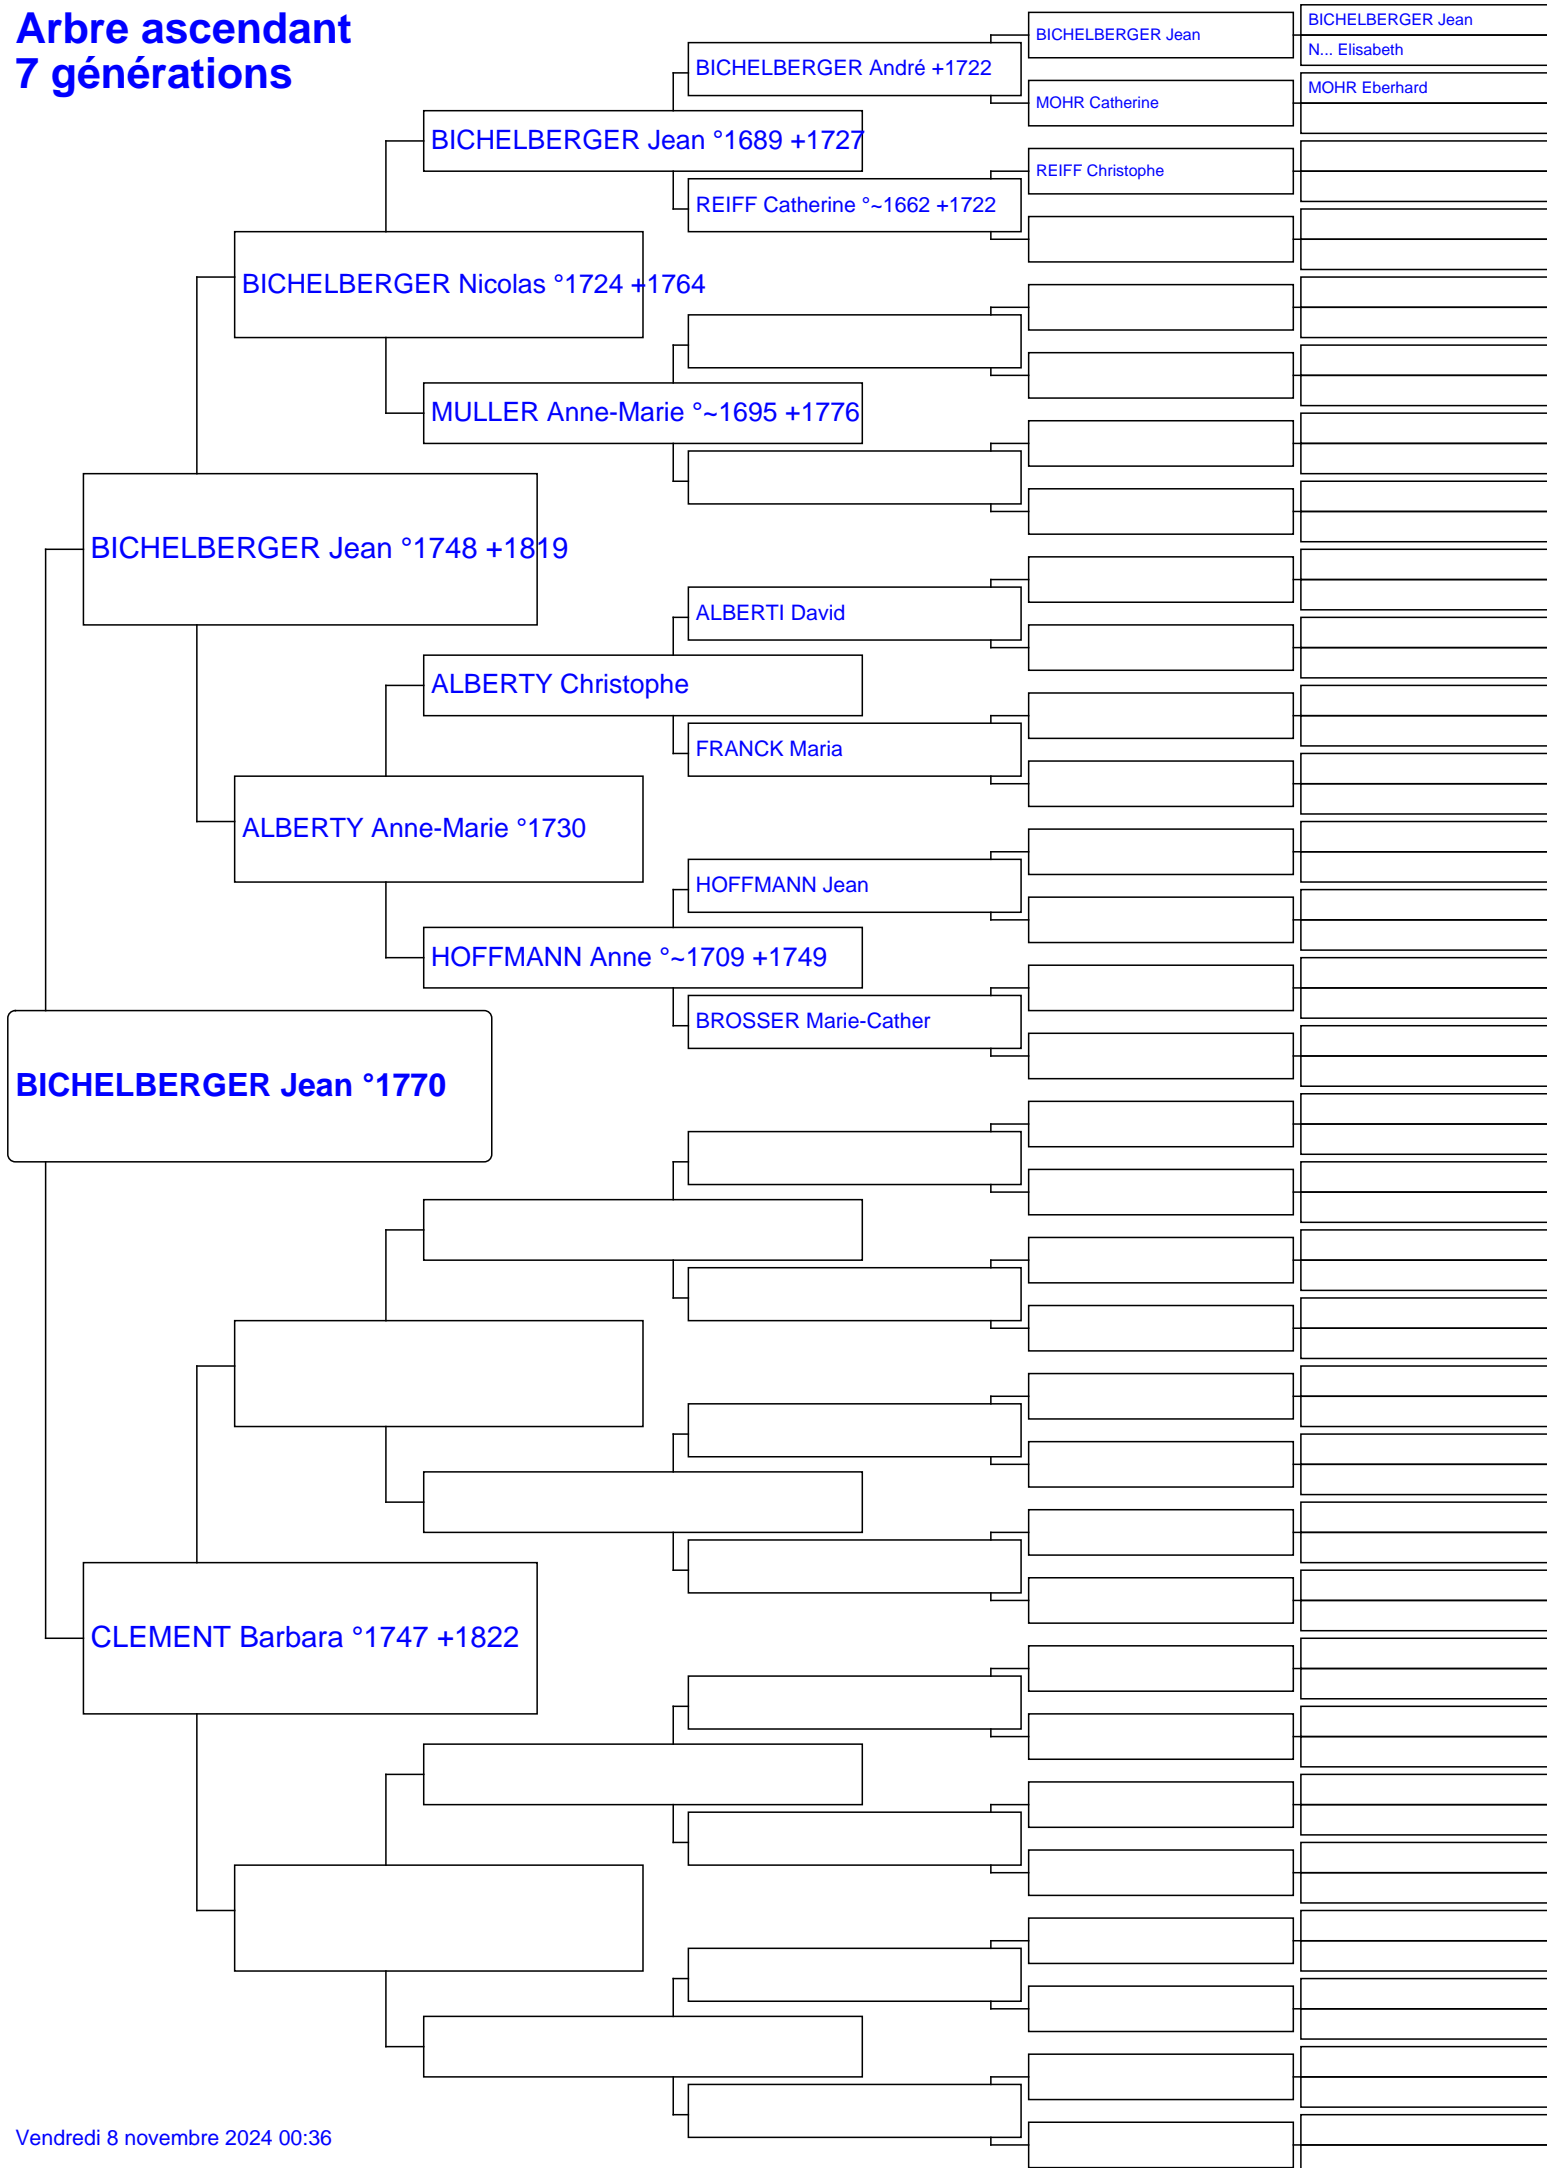 Arbre ascendant
7 générations
BICHELBERGER Jean
N... Elisabeth
BICHELBERGER Jean
BICHELBERGER André +1722
MOHR Eberhard
MOHR Catherine
BICHELBERGER Jean °1689 +1727
REIFF Christophe
REIFF Catherine °~1662 +1722
BICHELBERGER Nicolas °1724 +1764
MULLER Anne-Marie °~1695 +1776
BICHELBERGER Jean °1748 +1819
ALBERTI David
ALBERTY Christophe
FRANCK Maria
ALBERTY Anne-Marie °1730
HOFFMANN Jean
HOFFMANN Anne °~1709 +1749
BROSSER Marie-Cather
BICHELBERGER Jean °1770
CLEMENT Barbara °1747 +1822
Vendredi 8 novembre 2024 00:36